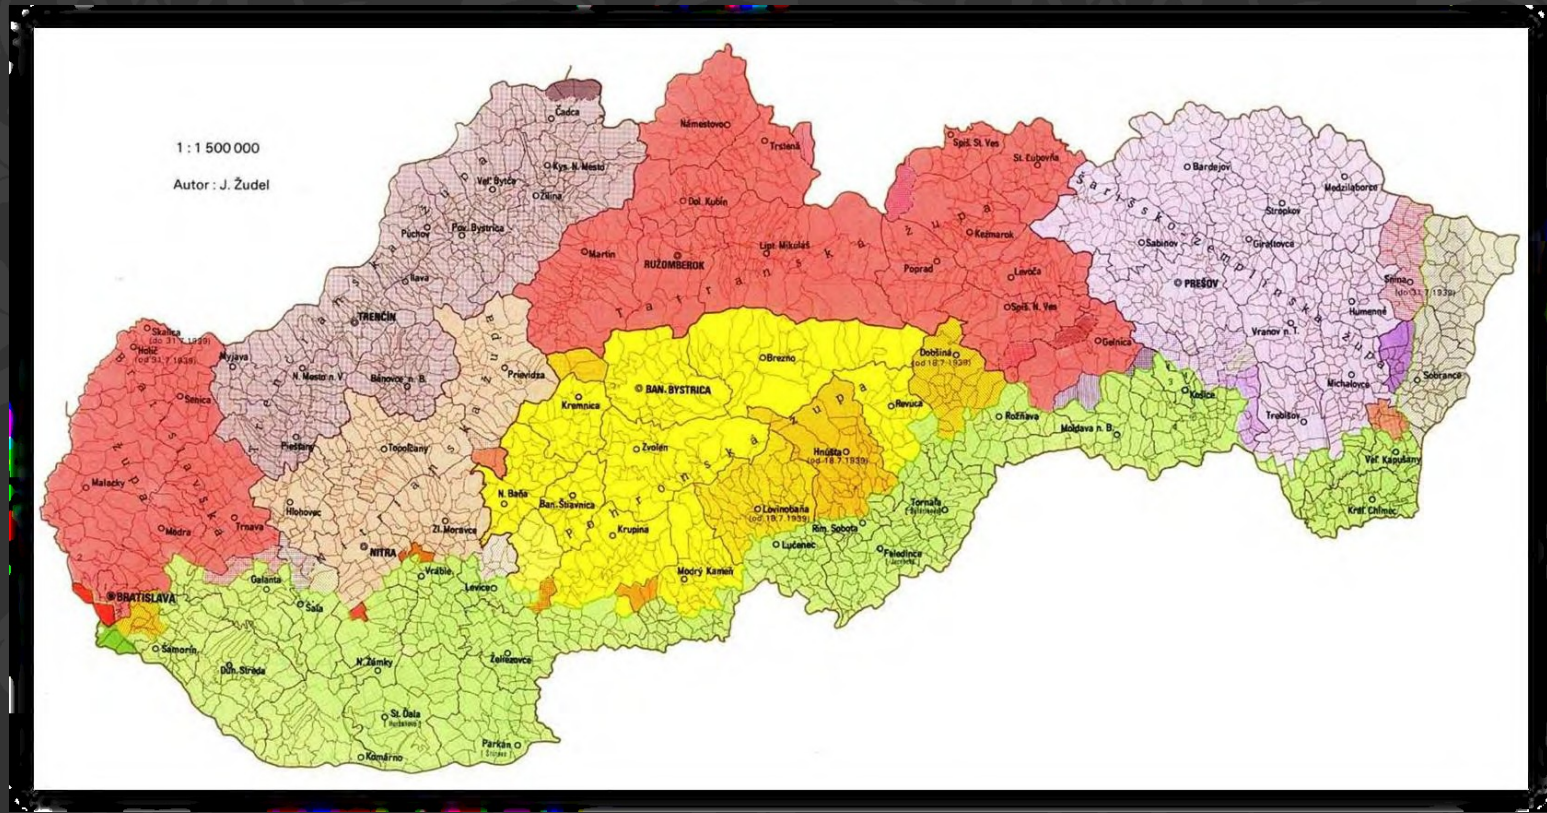 1 : 1 500 000
Autor : J. Žudel
Čadca
Kys. N. Mesto
Veľ. Bytča
Žilina
Púchov
Pov. Bystrica
Ilava
TRENČÍN
Trenčianska župa
Myjava
N. Mesto n. V.
Bánovce n. B.
Piešťany
Námestovo
Trstená
Dol. Kubín
Martin
RUŽOMBEROK
Lipt. Mikuláš
Tatranská župa
Spiš. St. Ves
St. Ľubovňa
Kežmarok
Poprad
Levoča
Spiš. N. Ves
Gelnica
Bardejov
Medzilaborce
Stropkov
Sabinov
Giraltovce
PREŠOV
Šarišsko-zemplínska župa
Snina
(do 31.7.1939)
Humenné
Vranov n. T.
Michalovce
Sobrance
Trebišov
Skalica
(do 31.7.1939)
Holíč
(od 31.7.1939)
Senica
Bratislavská župa
Malacky
Modra
Trnava
BRATISLAVA
Prievidza
Topoľčany
Hlohovec
Zl. Moravce
NITRA
Nitrianska župa
Brezno
Dobšiná
(od 18.7.1939)
BAN. BYSTRICA
Kremnica
Revúca
Zvolen
Hnúšťa
(od 18.7.1939)
N. Baňa
Ban. Štiavnica
Krupina
Lovinobaňa
(od 18.7.1939)
Modrý Kameň
Pohronská župa
Rožňava
Moldava n. B.
Košice
Veľ. Kapušany
Kráľ. Chlmec
Tornaľa
Rim. Sobota
Feledince
Lučenec
Galanta
Šaľa
Vráble
Levice
Šamorín
Dun. Streda
N. Zámky
Želiezovce
St. Ďala
Parkan
Komárno